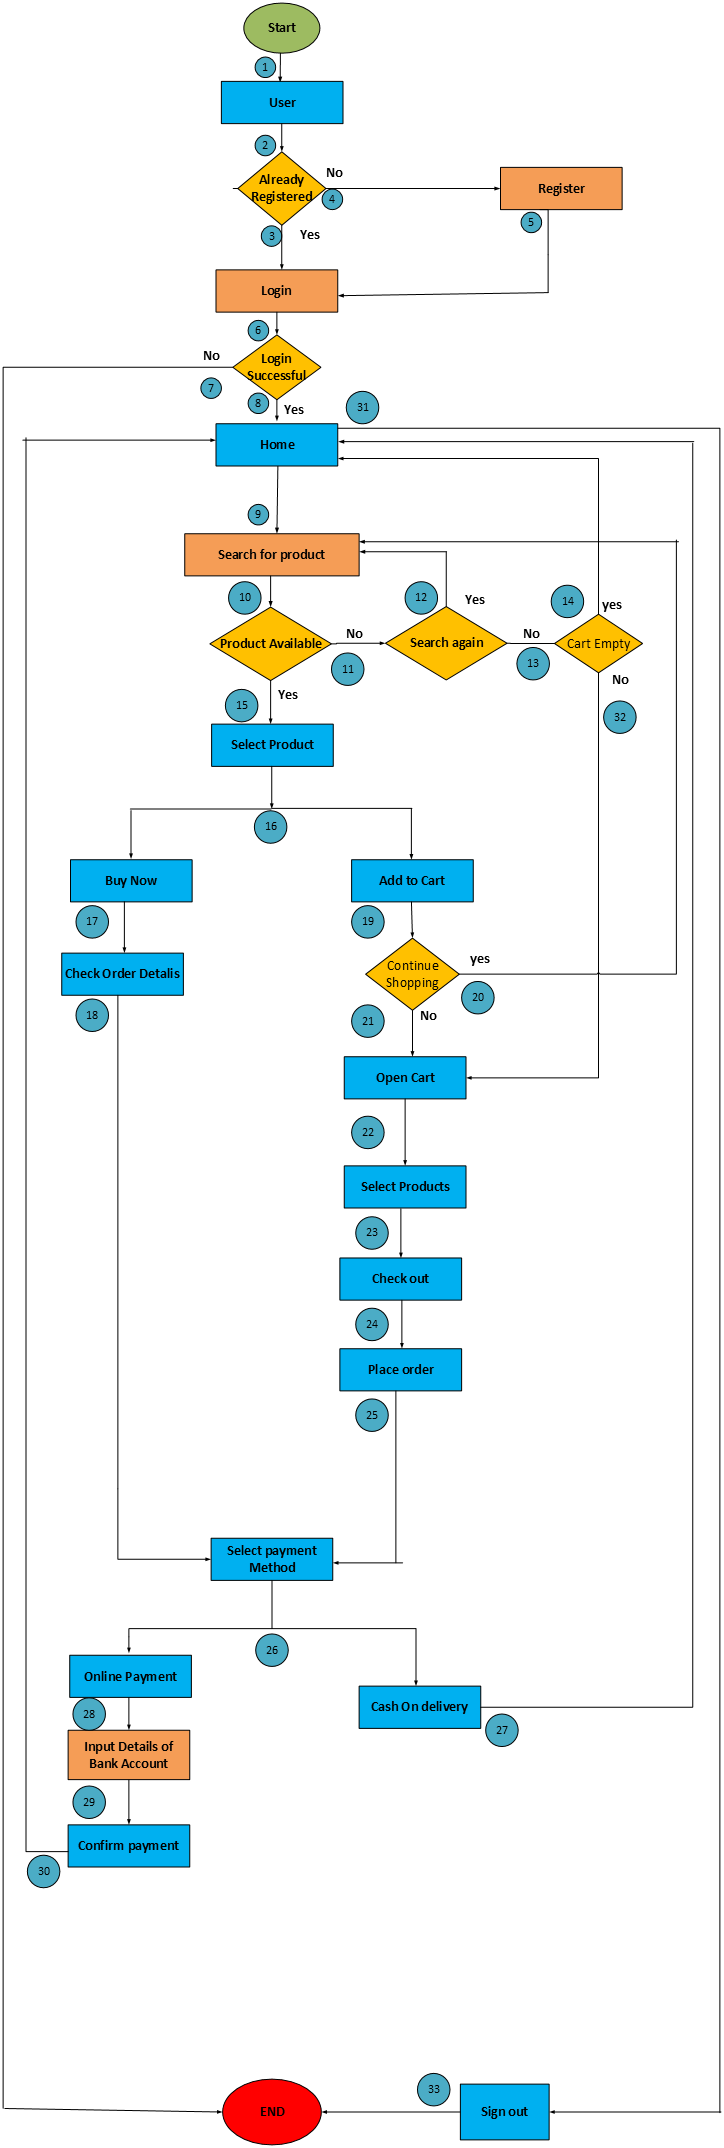 Start
1
User
2
Already
Registered
No
4
Register
5
3
Yes
Login
6
Login
Successful
No
7
8
Yes
31
Home
9
Search for product
10
12
Yes
14
yes
Product Available
No
11
Search again
No
13
Cart Empty
No
32
15
Yes
Select Product
16
Buy Now
Add to Cart
17
19
Check Order Detalis
Continue
Shopping
yes
20
18
21
No
Open Cart
22
Select Products
23
Check out
24
Place order
25
Select payment
Method
26
Online Payment
Cash On delivery
27
28
Input Details of
Bank Account
29
Confirm payment
30
33
END
Sign out